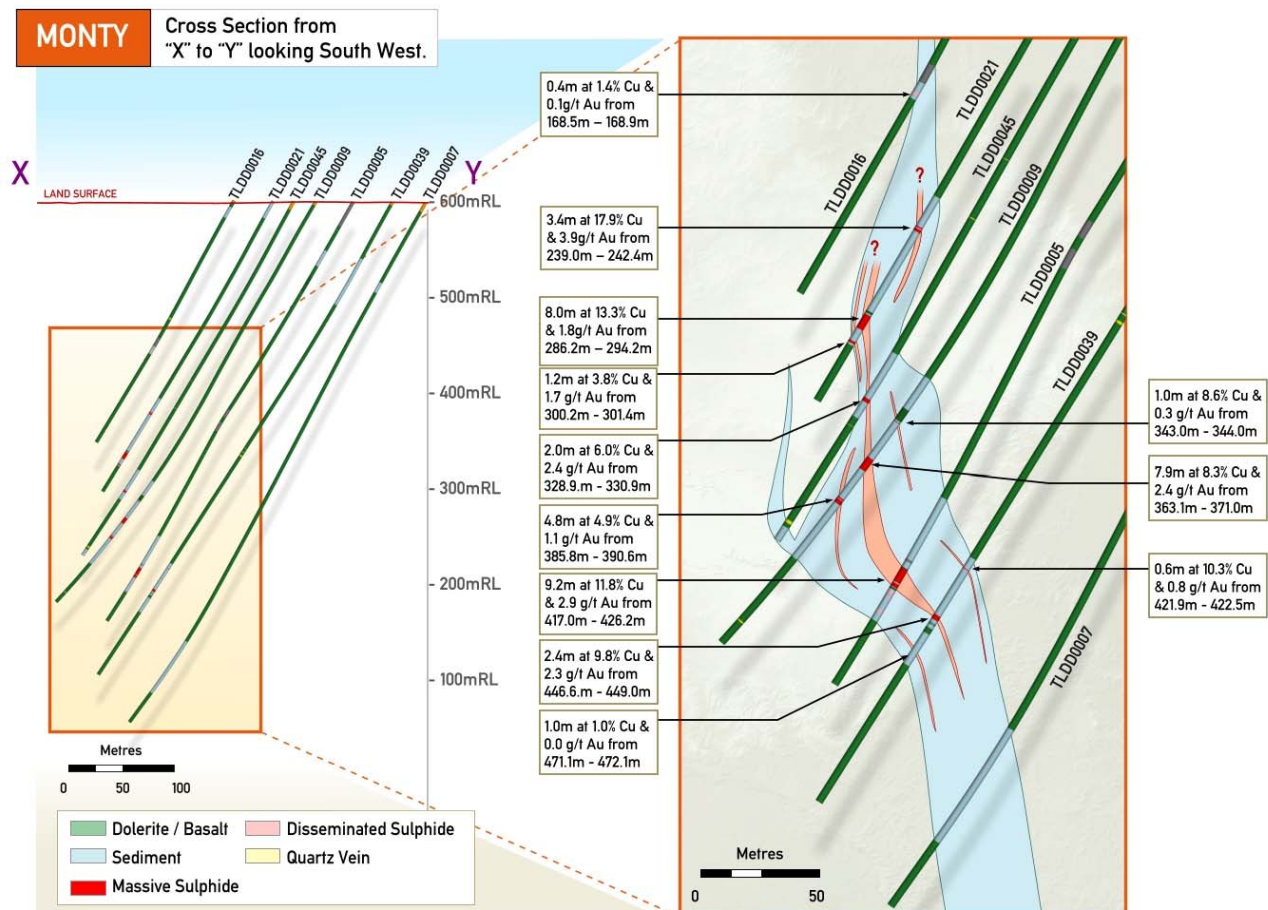 MONTY
Cross Section from
"X" to "Y" looking South West.
X
Y
LAND SURFACE
TLDD0016
TLDD0021
TLDD0045
TLDD0009
TLDD0005
TLDD0039
TLDD0007
600mRL
500mRL
400mRL
300mRL
200mRL
100mRL
Metres
0
50
100
Dolerite / Basalt
Disseminated Sulphide
Sediment
Quartz Vein
Massive Sulphide
0.4m at 1.4% Cu &
0.1g/t Au from
168.5m – 168.9m
3.4m at 17.9% Cu
& 3.9g/t Au from
239.0m – 242.4m
8.0m at 13.3% Cu
& 1.8g/t Au from
286.2m – 294.2m
1.2m at 3.8% Cu &
1.7 g/t Au from
300.2m - 301.4m
2.0m at 6.0% Cu &
2.4 g/t Au from
328.9.m - 330.9m
4.8m at 4.9% Cu &
1.1 g/t Au from
385.8m - 390.6m
9.2m at 11.8% Cu
& 2.9 g/t Au from
417.0m - 426.2m
2.4m at 9.8% Cu &
2.3 g/t Au from
446.6.m - 449.0m
1.0m at 1.0% Cu &
0.0 g/t Au from
471.1m - 472.1m
TLDD0016
TLDD0021
TLDD0045
TLDD0009
TLDD0005
TLDD0039
TLDD0007
?
?
1.0m at 8.6% Cu &
0.3 g/t Au from
343.0m - 344.0m
7.9m at 8.3% Cu &
2.4 g/t Au from
363.1m - 371.0m
0.6m at 10.3% Cu
& 0.8 g/t Au from
421.9m - 422.5m
Metres
0
50